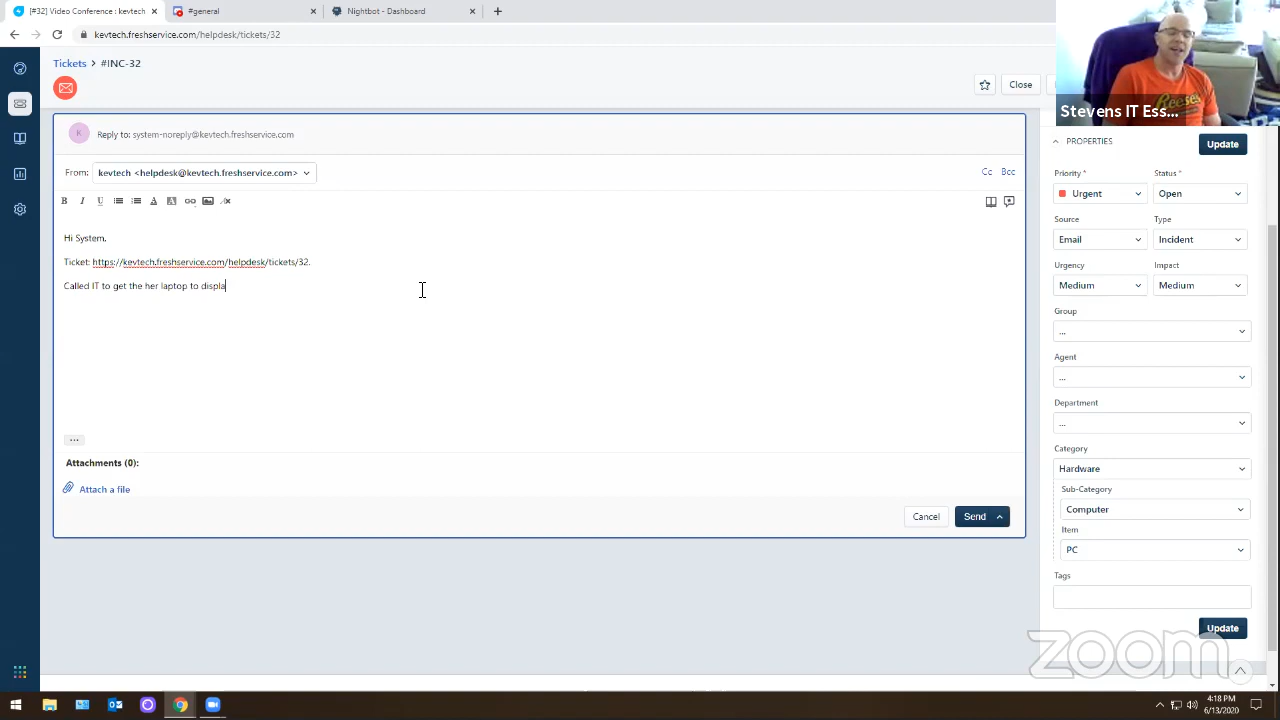 [#32] Video Conference : kevtech
#general
Nightbot - Dashboard
kevtech.freshservice.com/helpdesk/tickets/32
Tickets > #INC-32
Close
Reese's
Stevens IT Ess...
K Reply to: system-noreply@kevtech.freshservice.com
PROPERTIES
Update
From: kevtech <helpdesk@kevtech.freshservice.com>
Cc Bcc
Priority * Status *
Urgent Open
B I U A A
Source Type
Email Incident
Hi System,
Ticket: https://kevtech.freshservice.com/helpdesk/tickets/32.
Called IT to get the her laptop to displa
Urgency Impact
Medium Medium
Group
...
Agent
...
Department
...
...
Attachments (0):
Attach a file
Category
Hardware
Sub-Category
Computer
Cancel Send
Item
PC
Tags
Update
zoom
4:18 PM
6/13/2020